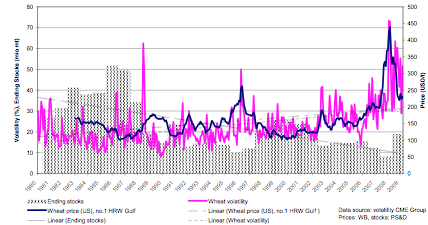 80
70
60
50
40
30
20
10
0
Volatility (%), Ending Stocks (mio mt)
500
450
400
350
300
250
200
150
100
50
0
Price (USD/t)
1980 1981 1982 1983 1984 1985 1986 1987 1988 1989 1990 1991 1992 1993 1994 1995 1996 1997 1998 1999 2000 2001 2002 2003 2004 2005 2006 2007 2008 2009
Ending stocks
Wheat volatility
Wheat price (US), no.1 HRW Gulf
Linear (Wheat price (US), no.1 HRW Gulf )
Linear (Ending stocks)
Linear (Wheat volatility)
Data source: volatility CME Group
Prices: WB, stocks: PS&D